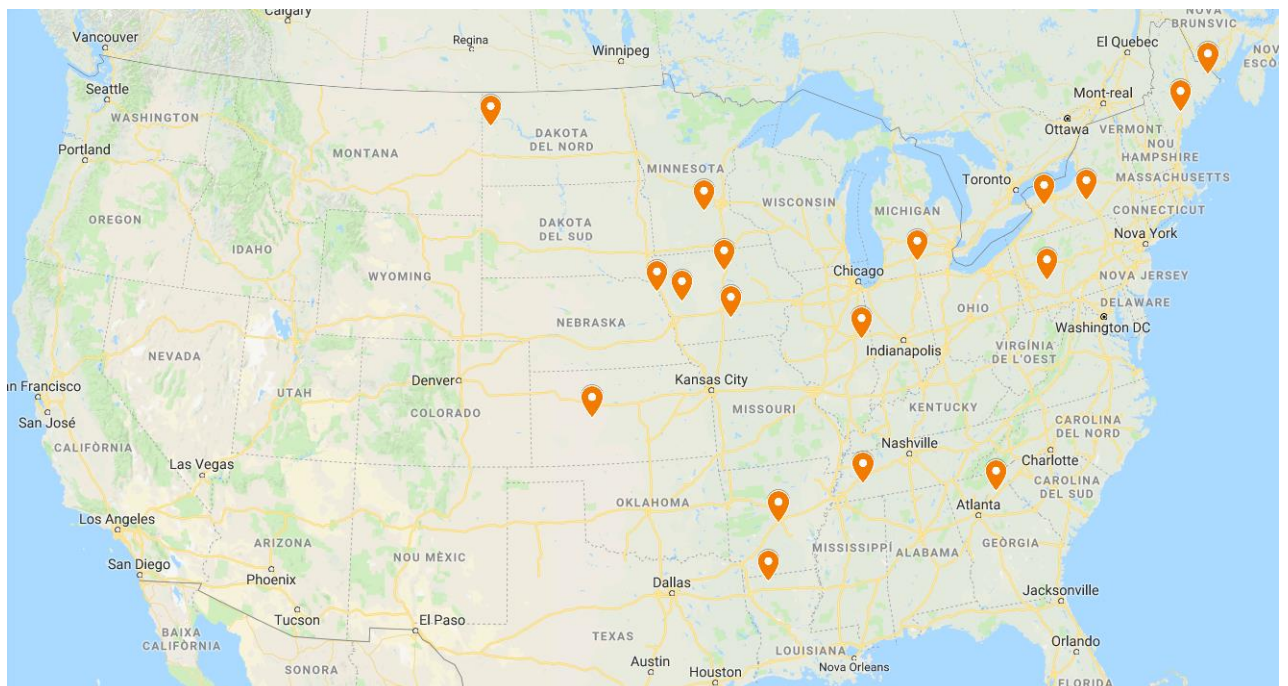 Calgary
NOVA
BRUNSVIC
Vancouver
Regina
Winnipeg
El Quebec
NOV
ESCÒ
Seattle
WASHINGTON
Mont-real
Ottawa
VERMONT
NOU
HAMPSHIRE
MASSACHUSETTS
CONNECTICUT
Portland
MONTANA
DAKOTA
DEL NORD
MINNESOTA
Toronto
OREGON
IDAHO
DAKOTA
DEL SUD
WISCONSIN
MICHIGAN
Nova York
WYOMING
Chicago
NOVA JERSEY
NEBRASKA
OHIO
DELAWARE
Washington DC
NEVADA
Indianapolis
VIRGÍNIA
DE L'OEST
an Francisco
San José
UTAH
Denver
COLORADO
Kansas City
MISSOURI
KENTUCKY
CAROLINA
DEL NORD
CALIFÒRNIA
Las Vegas
Nashville
Charlotte
CAROLINA
DEL SUD
Los Angeles
OKLAHOMA
Atlanta
San Diego
ARIZONA
Phoenix
NOU MÈXIC
MISSISSIPPÍ
ALABAMA
GEÒRGIA
Dallas
Jacksonville
Tucson
El Paso
BAIXA
CALIFÒRNIA
SONORA
TEXAS
Austin
Houston
LOUISIANA
Nova Orleans
Orlando
FLORIDA